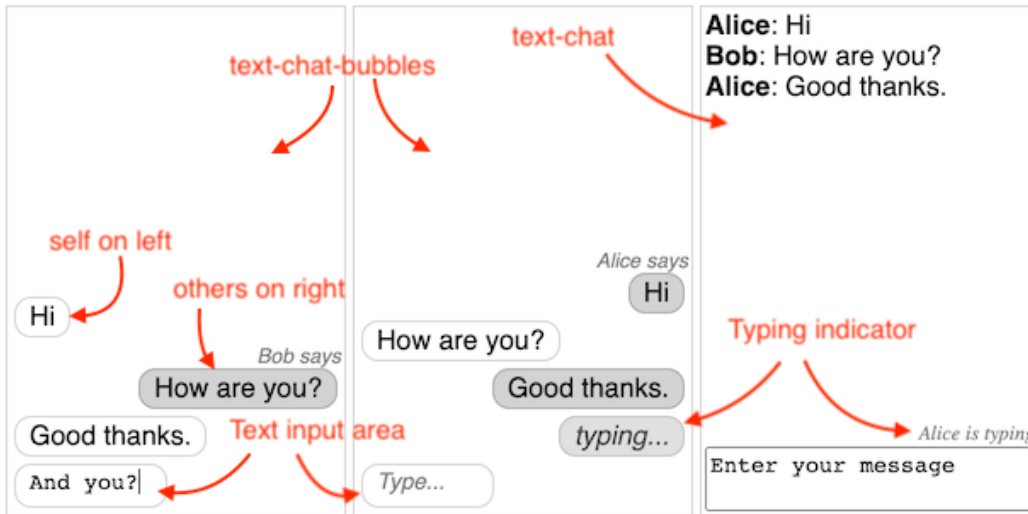 text-chat-bubbles
self on left
Hi
others on right
Bob says
How are you?
Good thanks.
Text input area
And you?
text-chat
Alice says
Hi
How are you?
Good thanks.
typing...
Type...
Alice: Hi
Bob: How are you?
Alice: Good thanks.
Typing indicator
Alice is typing
Enter your message